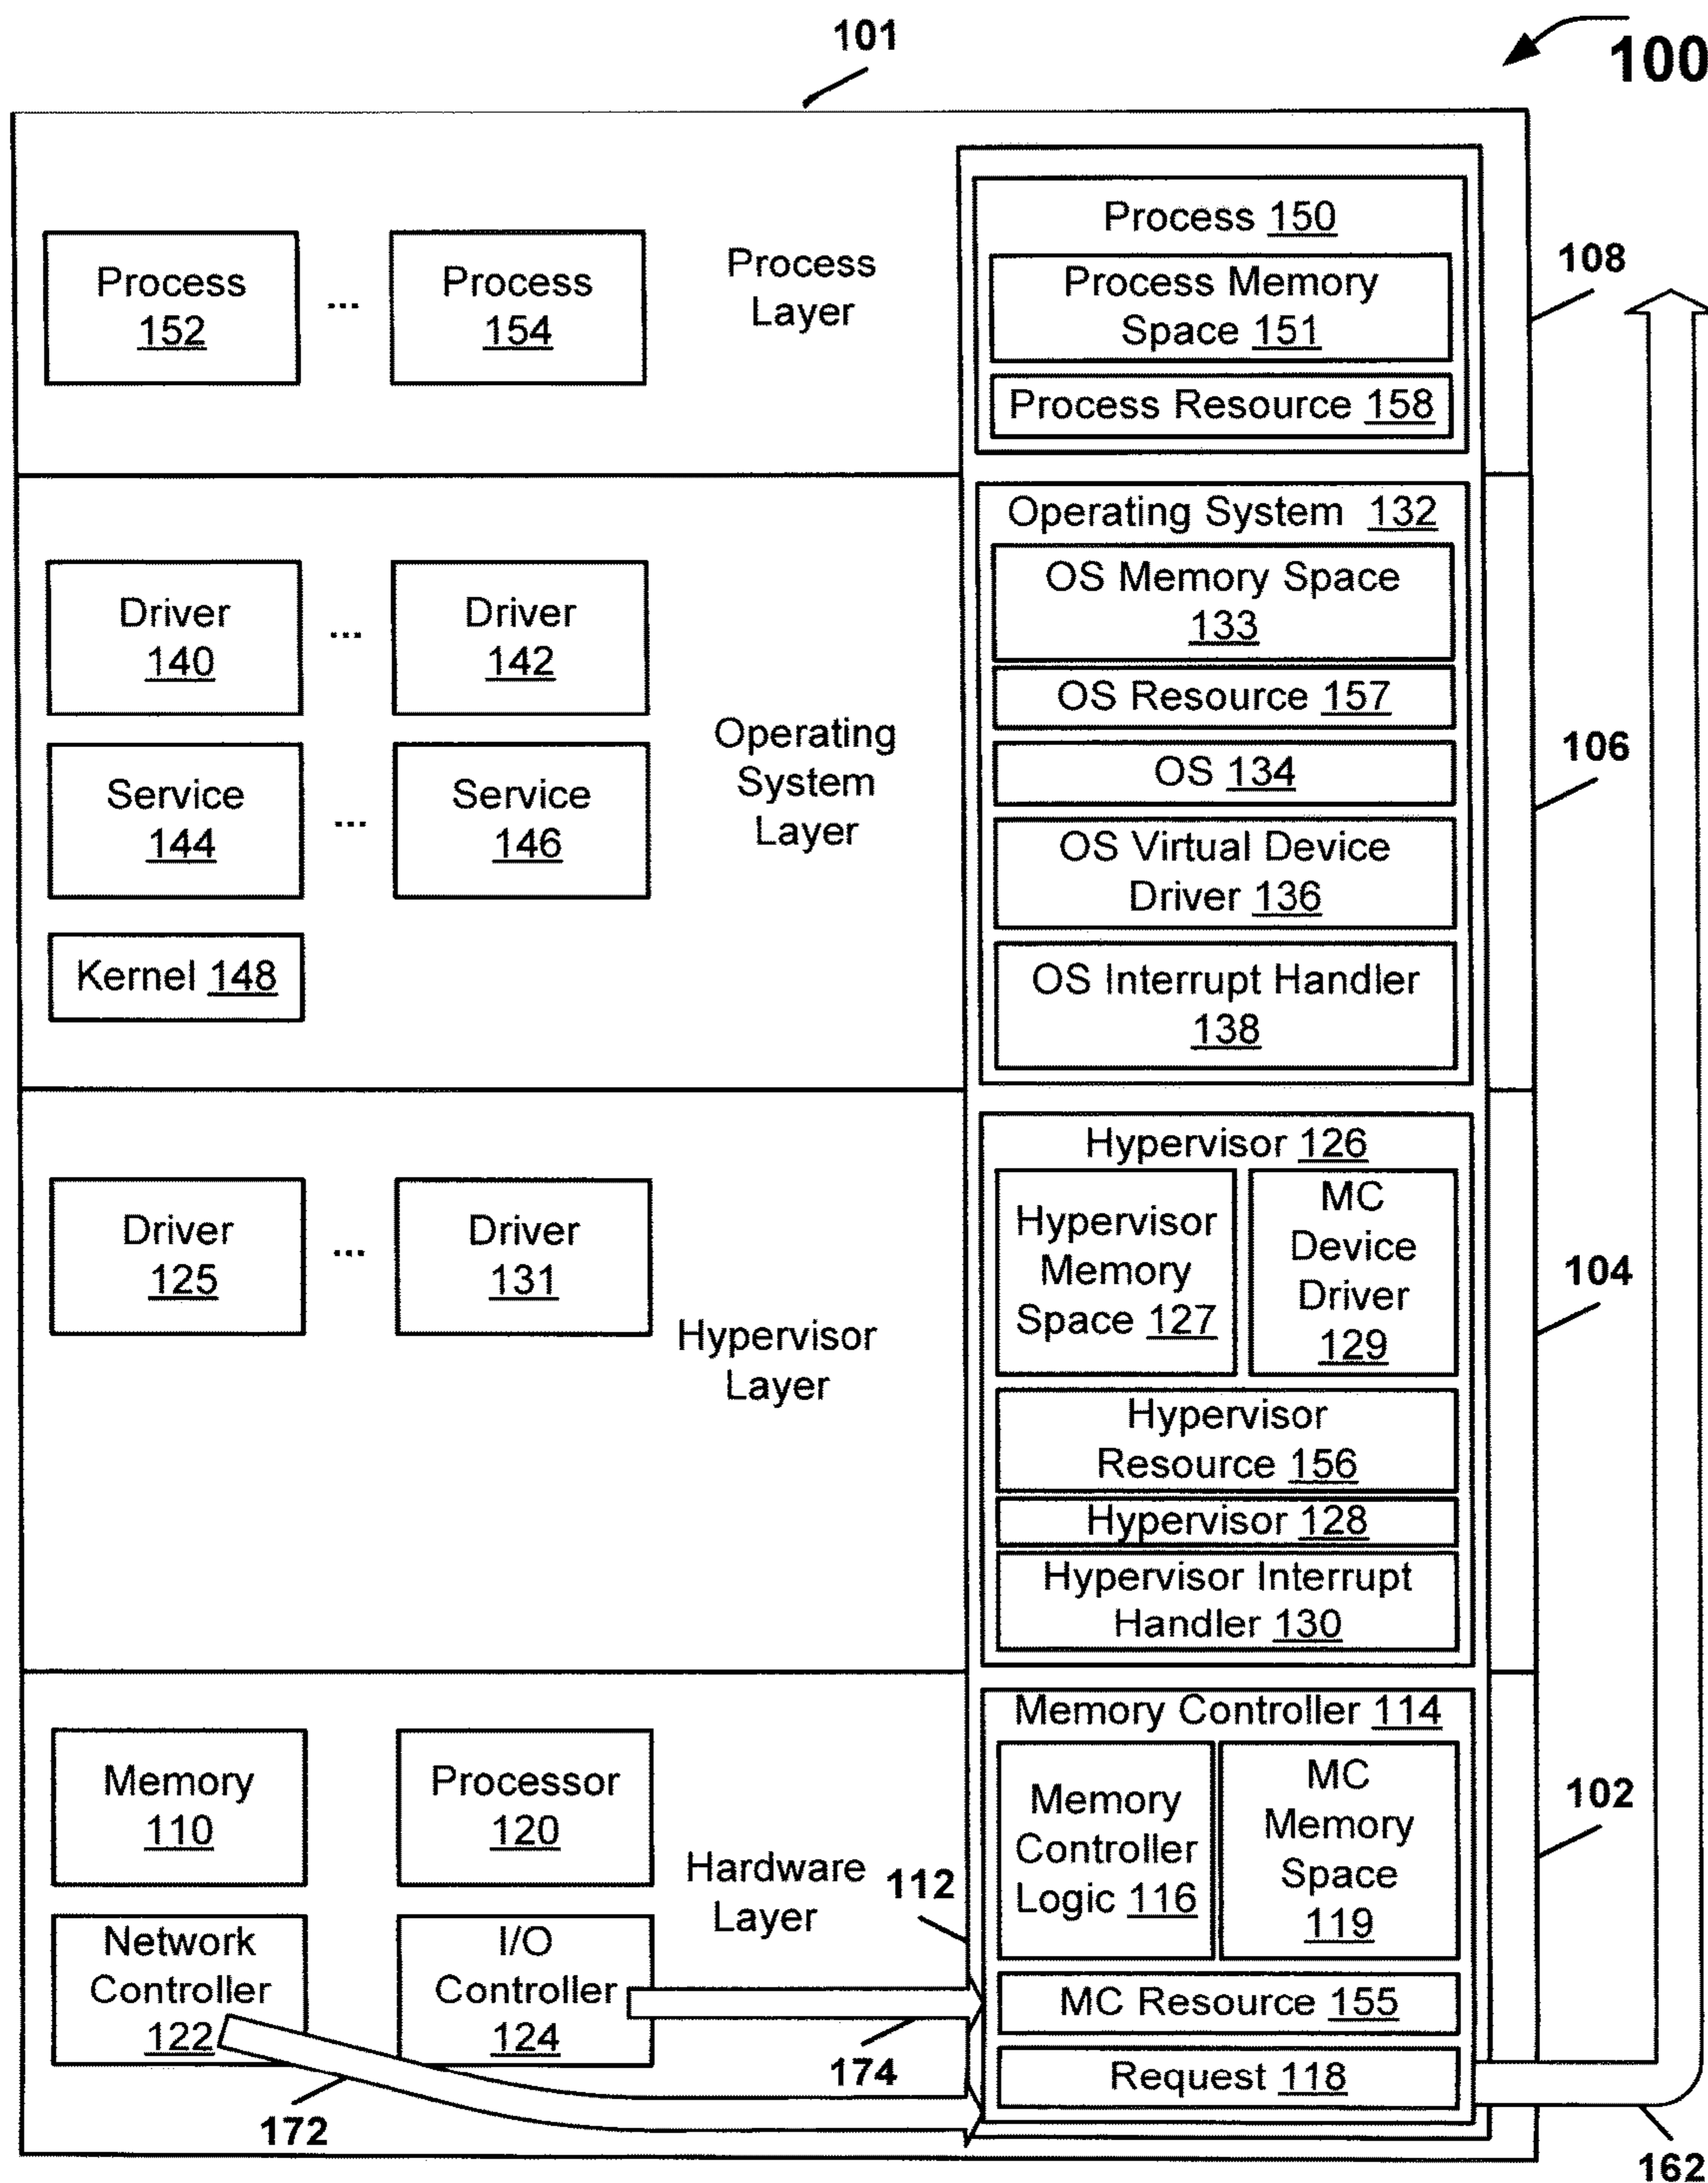 101
100
Process 150
Process Memory
Space 151
Process Resource 158
Process
152
...
Process
154
Process
Layer
108
Operating System 132
OS Memory Space
133
OS Resource 157
OS 134
OS Virtual Device
Driver 136
OS Interrupt Handler
138
Driver
140
...
Driver
142
Service
144
...
Service
146
Kernel 148
Operating
System
Layer
106
Hypervisor 126
Hypervisor
Memory
Space 127
MC
Device
Driver
129
Hypervisor
Resource 156
Hypervisor 128
Hypervisor Interrupt
Handler 130
Driver
125
...
Driver
131
Hypervisor
Layer
104
Memory Controller 114
Memory
Controller
Logic 116
MC
Memory
Space
119
MC Resource 155
Request 118
Memory
110
Processor
120
Network
Controller
122
I/O
Controller
124
Hardware
Layer
112
102
174
172
162